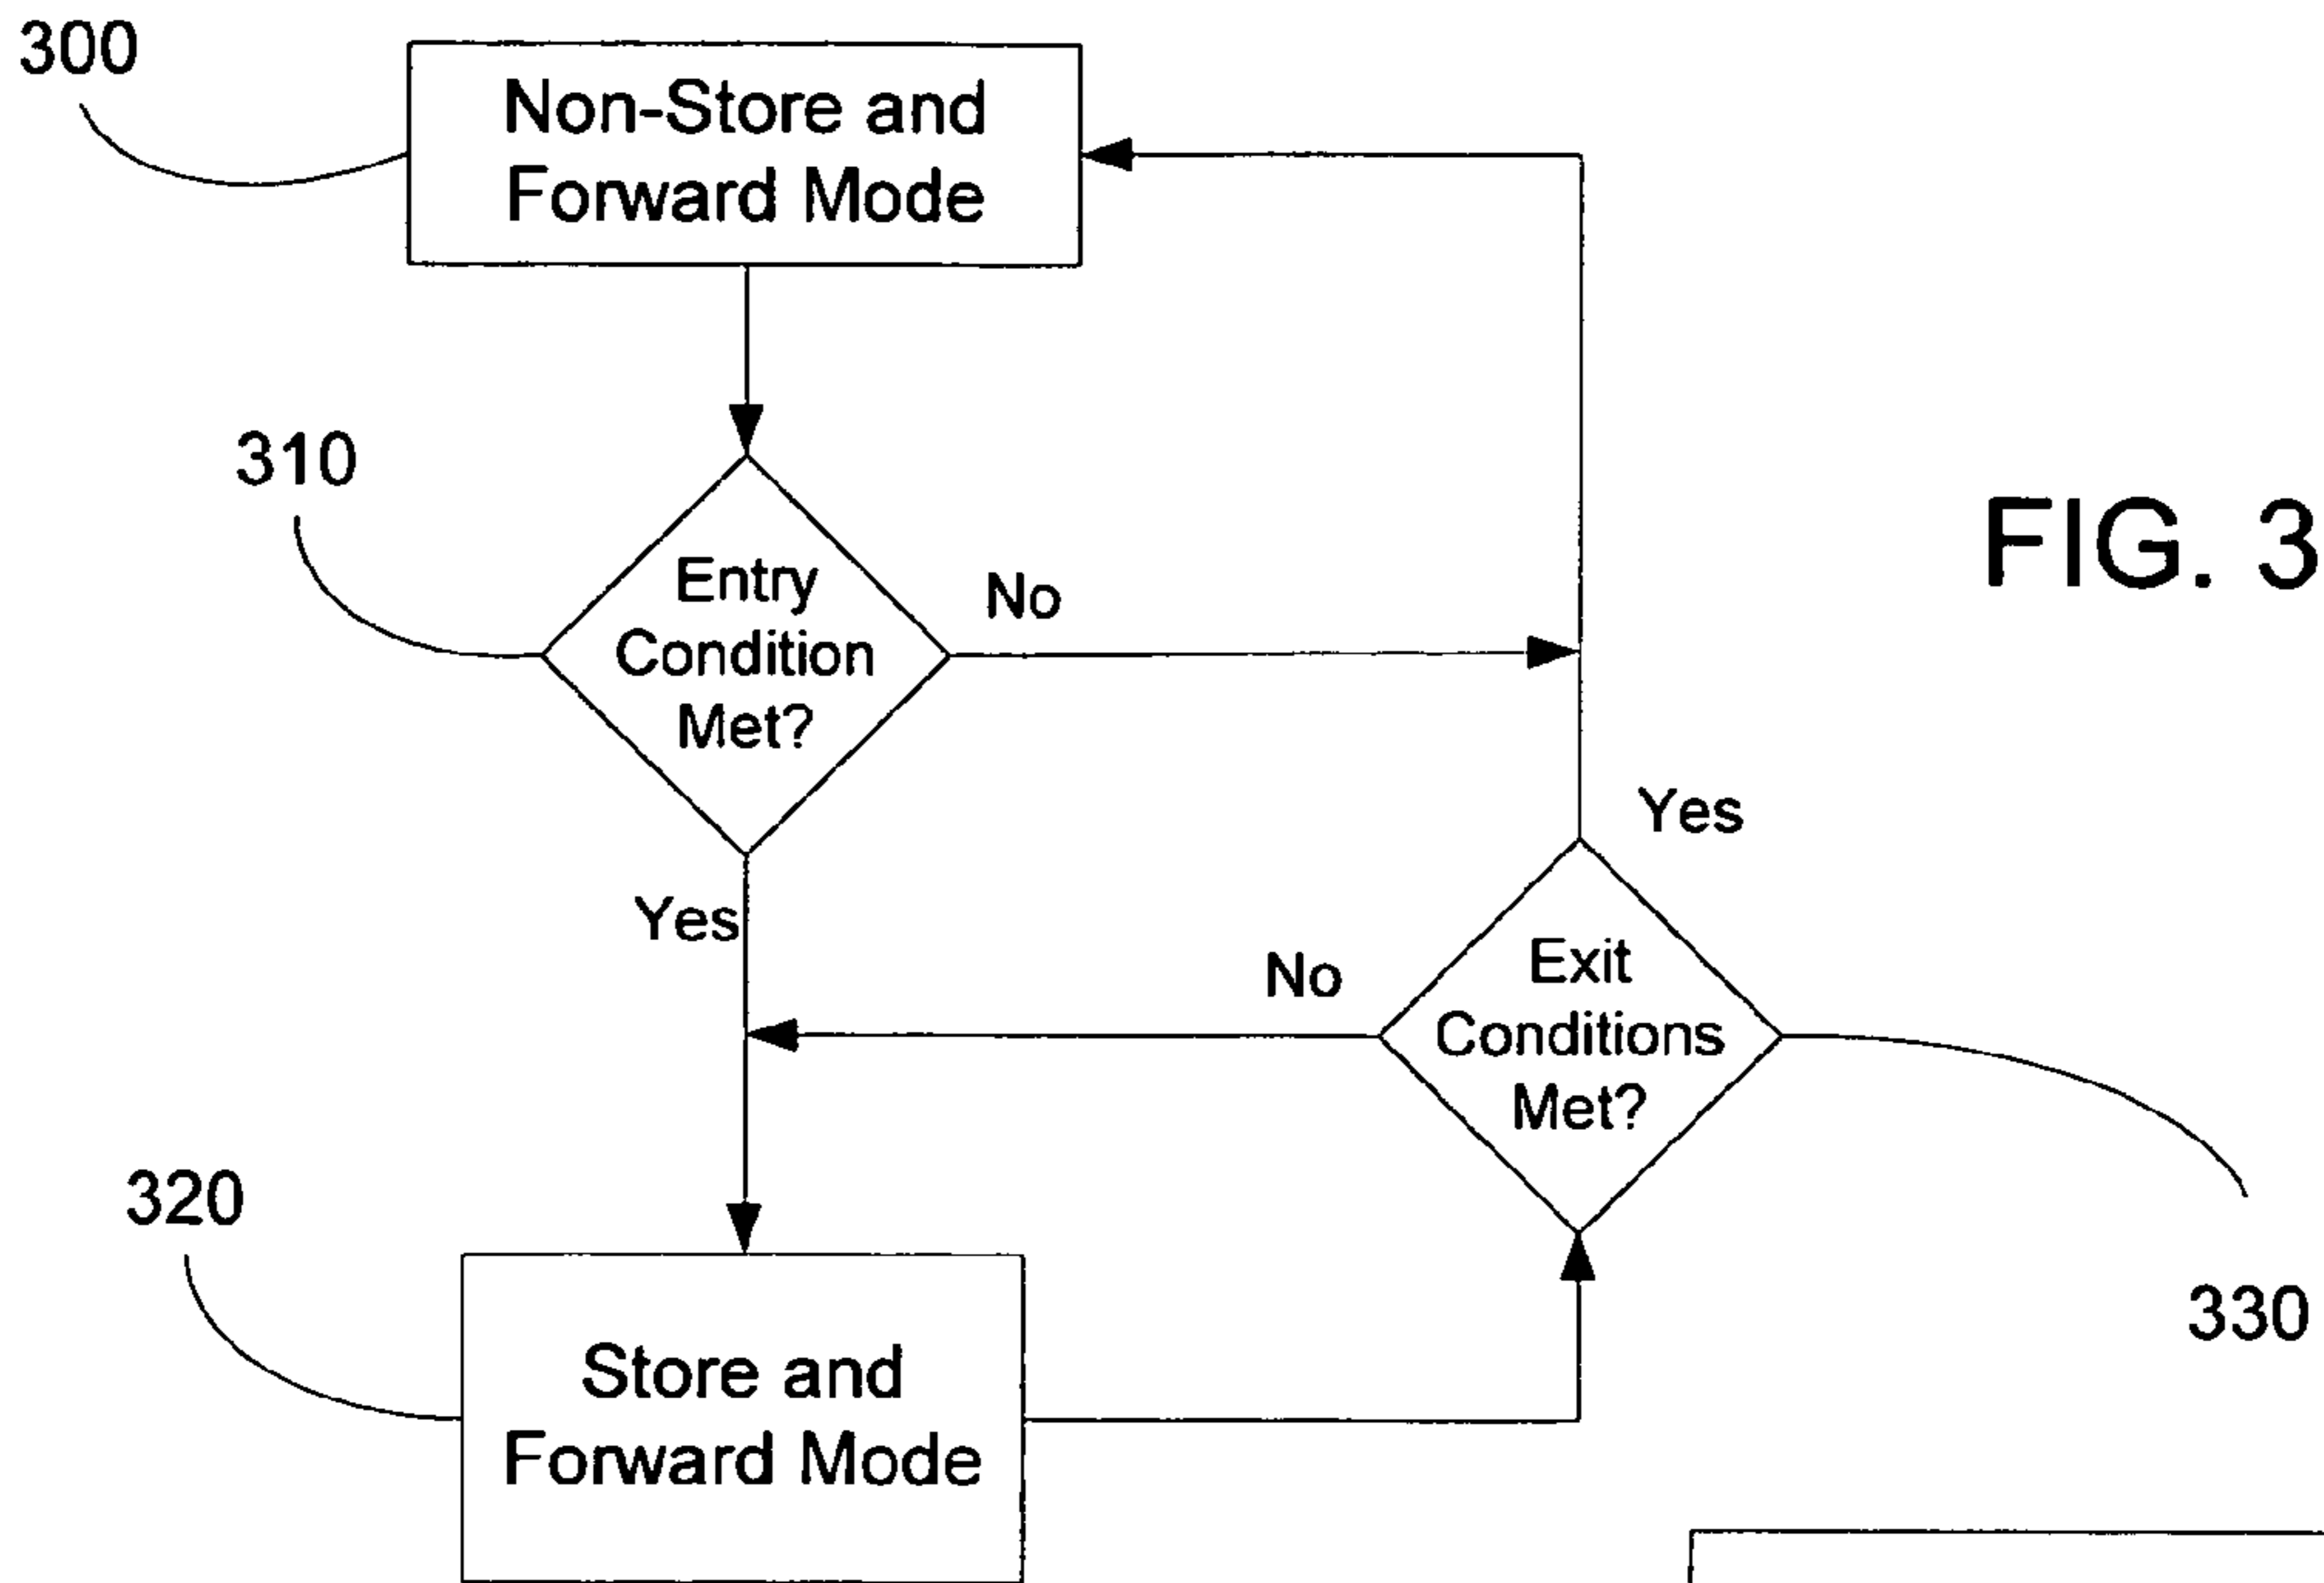 300
Non-Store and
Forward Mode
310
Entry
Condition
Met?
No
FIG. 3
Yes
Yes
No
Exit
Conditions
Met?
320
330
Store and
Forward Mode